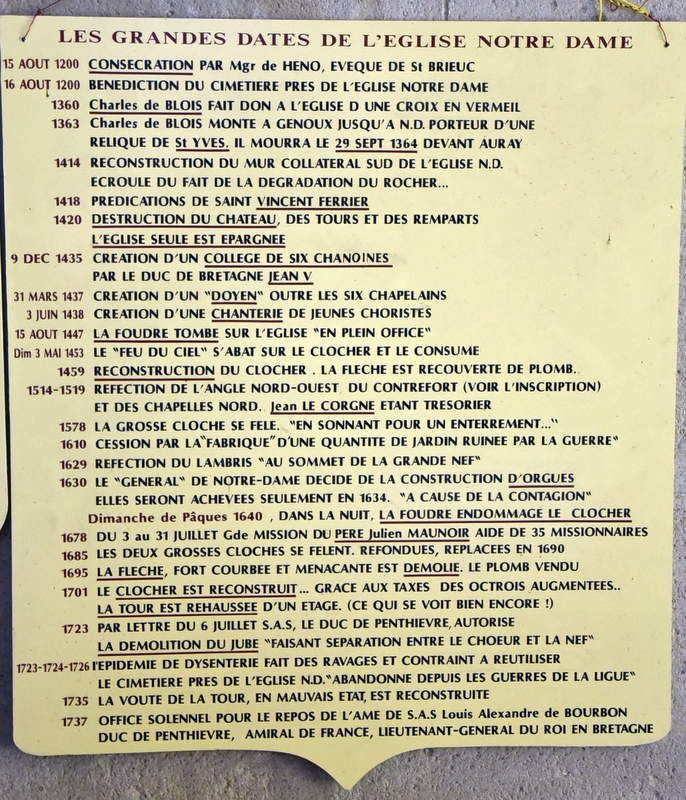 LES GRANDES DATES DE L'EGLISE NOTRE DAME
15 AOUT 1200 CONSECRATION PAR Mgr de HENO, EVEQUE DE St BRIEUC
16 AOUT 1200 BENEDICTION DU CIMETIERE PRES DE L'EGLISE NOTRE DAME
1360 Charles de BLOIS FAIT DON A L'EGLISE D UNE CROIX EN VERMEIL
1363 Charles de BLOIS MONTE A GENOUX JUSQU'A N.D. PORTEUR D'UNE
RELIQUE DE St YVES. IL MOURRA LE 29 SEPT 1364 DEVANT AURAY
1414 RECONSTRUCTION DU MUR COLLATERAL SUD DE L'EGLISE N.D.
ECROULE DU FAIT DE LA DEGRADATION DU ROCHER...
1418 PREDICATIONS DE SAINT VINCENT FERRIER
1420 DESTRUCTION DU CHATEAU, DES TOURS ET DES REMPARTS
L'EGLISE SEULE EST EPARGNEE
9 DEC 1435 CREATION D'UN COLLEGE DE SIX CHANOINES
PAR LE DUC DE BRETAGNE JEAN V
31 MARS 1437 CREATION D'UN "DOYEN" OUTRE LES SIX CHAPELAINS
3 JUIN 1438 CREATION D'UNE CHANTERIE DE JEUNES CHORISTES
15 AOUT 1447 LA FOUDRE TOMBE SUR L'EGLISE "EN PLEIN OFFICE"
Dim 3 MAI 1453 LE "FEU DU CIEL" S'ABAT SUR LE CLOCHER ET LE CONSUME
1459 RECONSTRUCTION DU CLOCHER . LA FLECHE EST RECOUVERTE DE PLOMB.
1514-1519 REFECTION DE L'ANGLE NORD-OUEST DU CONTREFORT (VOIR L'INSCRIPTION)
ET DES CHAPELLES NORD. Jean LE CORGNE ETANT TRESORIER
1578 LA GROSSE CLOCHE SE FELE. "EN SONNANT POUR UN ENTERREMENT..."
1610 CESSION PAR LA "FABRIQUE" D'UNE QUANTITE DE JARDIN RUINEE PAR LA GUERRE"
1629 REFECTION DU LAMBRIS "AU SOMMET DE LA GRANDE NEF"
1630 LE "GENERAL" DE NOTRE-DAME DECIDE DE LA CONSTRUCTION D'ORGUES
ELLES SERONT ACHEVEES SEULEMENT EN 1634. "A CAUSE DE LA CONTAGION"
Dimanche de Pâques 1640 , DANS LA NUIT, LA FOUDRE ENDOMMAGE LE CLOCHER
1678 DU 3 au 31 JUILLET Gde MISSION DU PERE Julien MAUNOIR AIDE DE 35 MISSIONNAIRES
1685 LES DEUX GROSSES CLOCHES SE FELENT. REFONDUES, REPLACEES EN 1690
1695 LA FLECHE, FORT COURBEE ET MENACANTE EST DEMOLIE. LE PLOMB VENDU
1701 LE CLOCHER EST RECONSTRUIT... GRACE AUX TAXES DES OCTROIS AUGMENTEES..
LA TOUR EST REHAUSSEE D'UN ETAGE. (CE QUI SE VOIT BIEN ENCORE !)
1723 PAR LETTRE DU 6 JUILLET S.A.S, LE DUC DE PENTHIEVRE, AUTORISE
LA DEMOLITION DU JUBE "FAISANT SEPARATION ENTRE LE CHOEUR ET LA NEF"
1723-1724-1726 l'EPIDEMIE DE DYSENTERIE FAIT DES RAVAGES ET CONTRAINT A REUTILISER
LE CIMETIERE PRES DE L'EGLISE N.D. "ABANDONNE DEPUIS LES GUERRES DE LA LIGUE"
1735 LA VOUTE DE LA TOUR, EN MAUVAIS ETAT, EST RECONSTRUITE
1737 OFFICE SOLENNEL POUR LE REPOS DE L'AME DE S.A.S Louis Alexandre de BOURBON
DUC DE PENTHIEVRE, AMIRAL DE FRANCE, LIEUTENANT-GENERAL DU ROI EN BRETAGNE